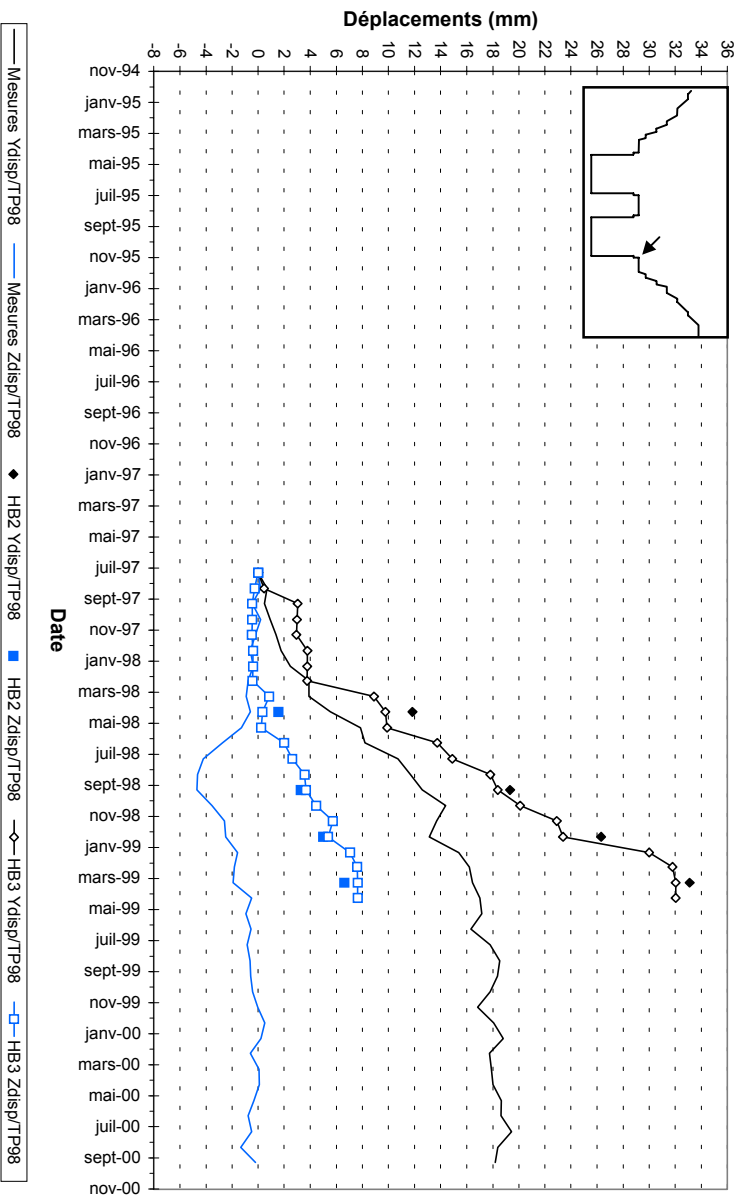 Déplacements (mm)
-8 -6 -4 -2 0 2 4 6 8 10 12 14 16 18 20 22 24 26 28 30 32 34 36
nov-94
janv-95
mars-95
mai-95
juil-95
sept-95
nov-95
janv-96
mars-96
mai-96
juil-96
sept-96
nov-96
janv-97
mars-97
mai-97
juil-97
sept-97
nov-97
janv-98
mars-98
mai-98
juil-98
sept-98
nov-98
janv-99
mars-99
mai-99
juil-99
sept-99
nov-99
janv-00
mars-00
mai-00
juil-00
sept-00
nov-00
Date
Mesures Ydisp/TP98 Mesures Zdisp/TP98 HB2 Ydisp/TP98 HB2 Zdisp/TP98 HB3 Ydisp/TP98 HB3 Zdisp/TP98